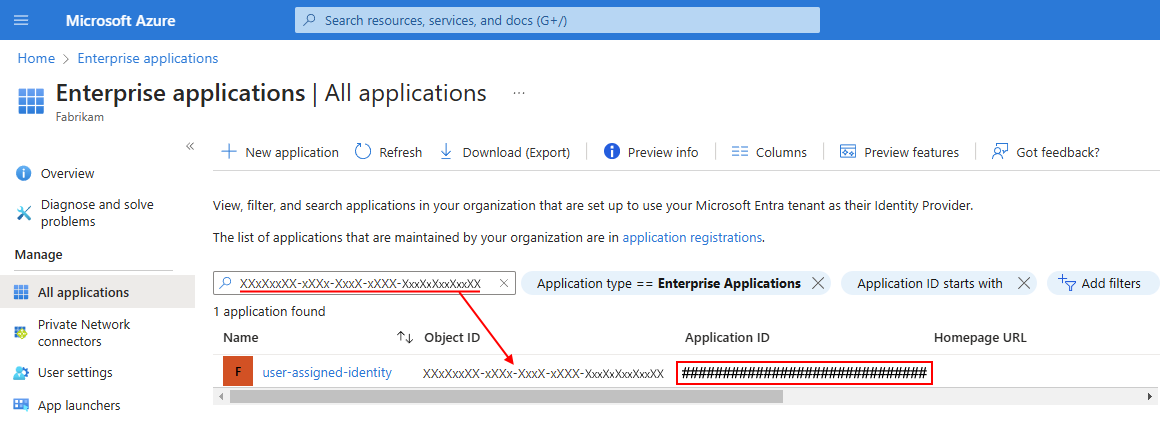 Microsoft Azure
Search resources, services, and docs (G+/)
Home > Enterprise applications
Enterprise applications | All applications ...
Fabrikam
«
New application
Refresh
Download (Export)
Preview info
Columns
Preview features
Got feedback?
Overview
Diagnose and solve
problems
Manage
All applications
Private Network
connectors
User settings
App launchers
View, filter, and search applications in your organization that are set up to use your Microsoft Entra tenant as their Identity Provider.
The list of applications that are maintained by your organization are in application registrations.
XXxXxxXX-xXXx-XxxX-xXXX-XxxXxXxxXxxXX
Application type == Enterprise Applications
Application ID starts with
Add filters
1 application found
Name
Object ID
Application ID
Homepage URL
F
user-assigned-identity
XXxXxxXX-xXXx-XxxX-xXXX-XxxXxXxxXxxXX
##############################